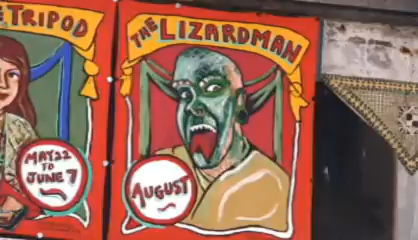 TRIPOD
MAY 22
TO
JUNE 7
THE LIZARDMAN
AUGUST